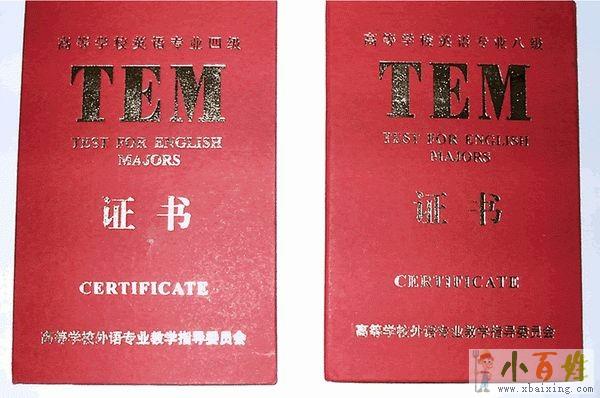 高等学校英语专业四级
TEM
TEST FOR ENGLISH
MAJORS
证书
CERTIFICATE
高等学校外语专业教学指导委员会
高等学校英语专业八级
TEM
TEST FOR ENGLISH
MAJORS
证书
CERTIFICATE
高等学校外语专业教学指导委员会
小百姓
www.xbaixing.com